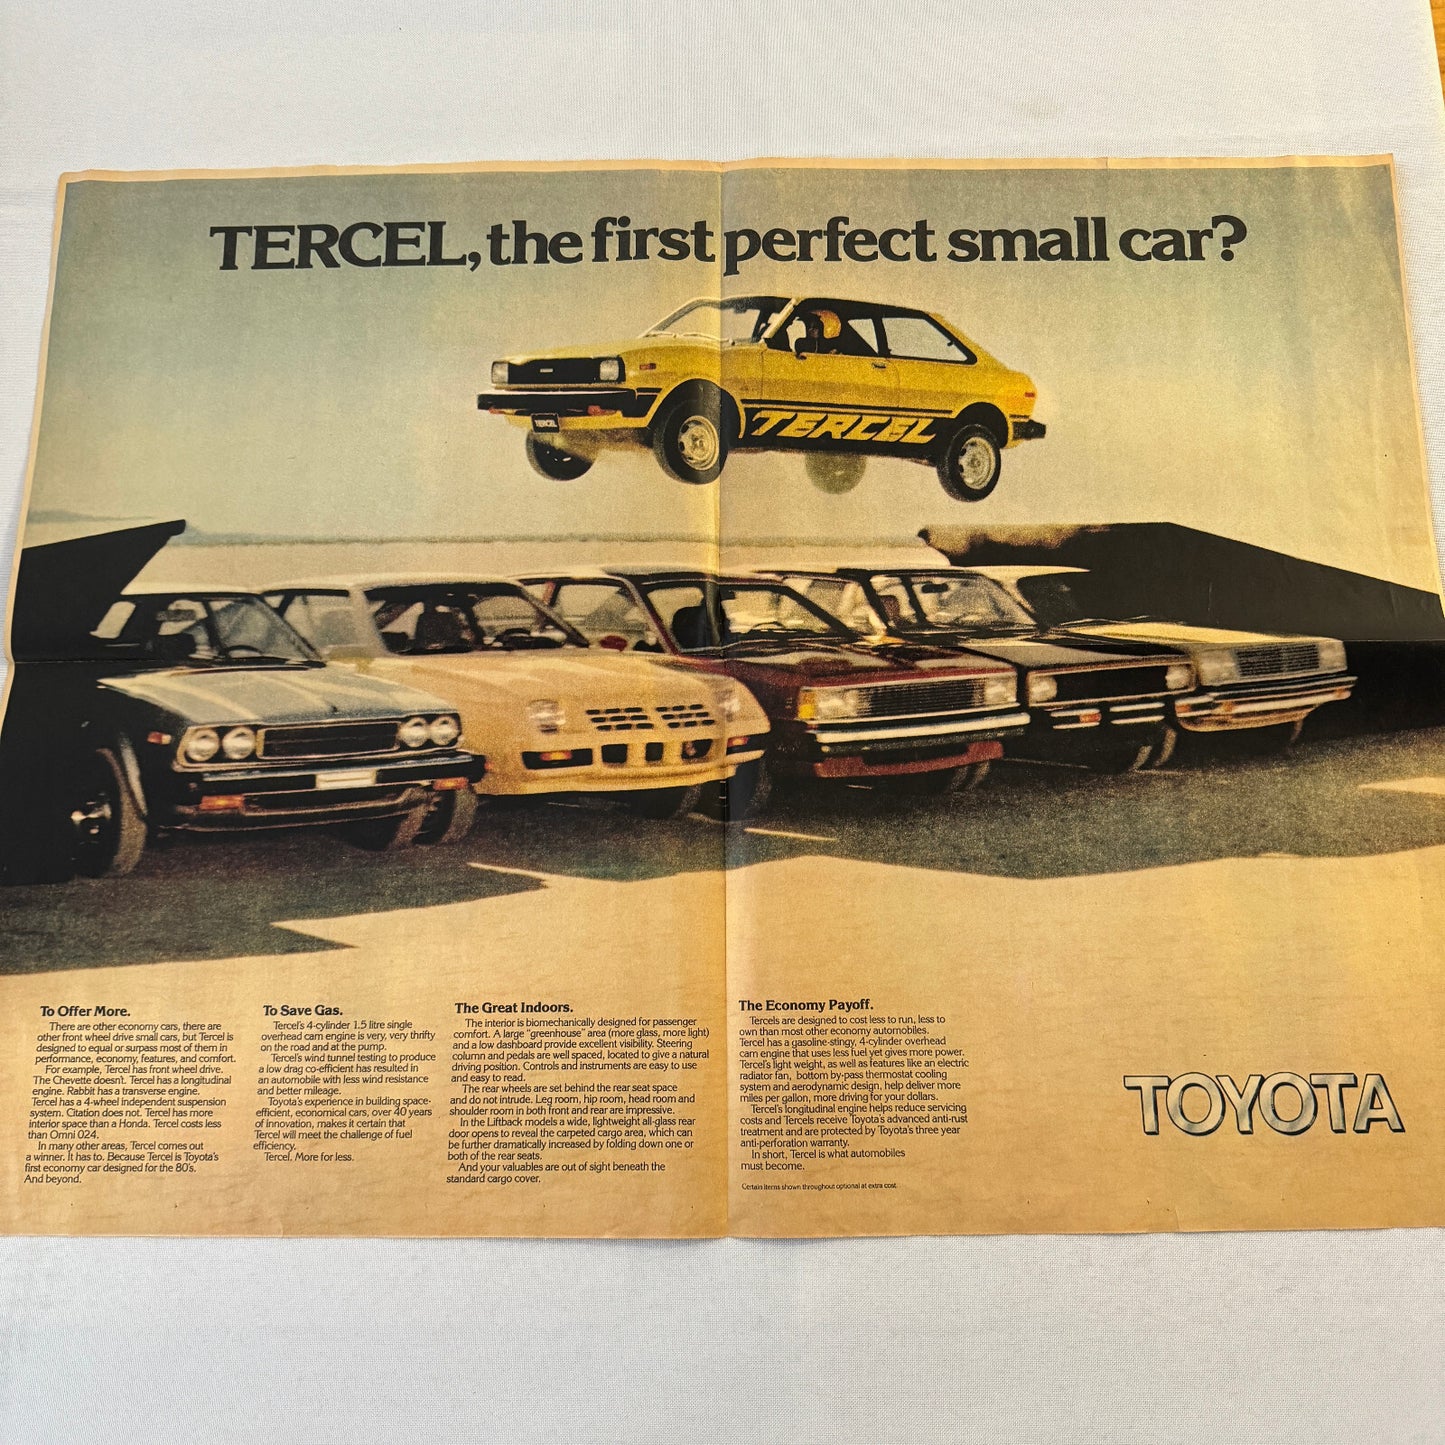 TERCEL, the first perfect small car?
TERCEL
TERCEL
To Offer More.
There are other economy cars, there are
other front wheel drive small cars, but Tercel is
designed to equal or surpass most of them in
performance, economy, features, and comfort.
For example, Tercel has front wheel drive.
The Chevette doesn't. Tercel has a longitudinal
engine. Rabbit has a transverse engine.
Tercel has a 4-wheel independent suspension
system. Citation does not. Tercel has more
interior space than a Honda. Tercel costs less
than Omni 024.
In many other areas, Tercel comes out
a winner. It has to. Because Tercel is Toyota's
first economy car designed for the 80's.
And beyond.
To Save Gas.
Tercel's 4-cylinder 1.5 litre single
overhead cam engine is very, very thrifty
on the road and at the pump.
Tercel's wind tunnel testing to produce
a low drag co-efficient has resulted in
an automobile with less wind resistance
and better mileage.
Toyota's experience in building space-
efficient, economical cars, over 40 years
of innovation, makes it certain that
Tercel will meet the challenge of fuel
efficiency.
Tercel. More for less.
The Great Indoors.
The interior is biomechanically designed for passenger
comfort. A large "greenhouse" area (more glass, more light)
and a low dashboard provide excellent visibility. Steering
column and pedals are well spaced, located to give a natural
driving position. Controls and instruments are easy to use
and easy to read.
The rear wheels are set behind the rear seat space
and do not intrude. Leg room, hip room, head room and
shoulder room in both front and rear are impressive.
In the Liftback models a wide, lightweight all-glass rear
door opens to reveal the carpeted cargo area, which can
be further dramatically increased by folding down one or
both of the rear seats.
And your valuables are out of sight beneath the
standard cargo cover.
The Economy Payoff.
Tercels are designed to cost less to run, less to
own than most other economy automobiles.
Tercel has a gasoline-stingy, 4-cylinder overhead
cam engine that uses less fuel yet gives more power.
Tercel's light weight, as well as features like an electric
radiator fan, bottom by-pass thermostat cooling
system and aerodynamic design, help deliver more
miles per gallon, more driving for your dollars.
Tercel's longitudinal engine helps reduce servicing
costs and Tercels receive Toyota's advanced anti-rust
treatment and are protected by Toyota's three year
anti-perforation warranty.
In short, Tercel is what automobiles
must become.
Certain items shown throughout optional at extra cost.
TOYOTA